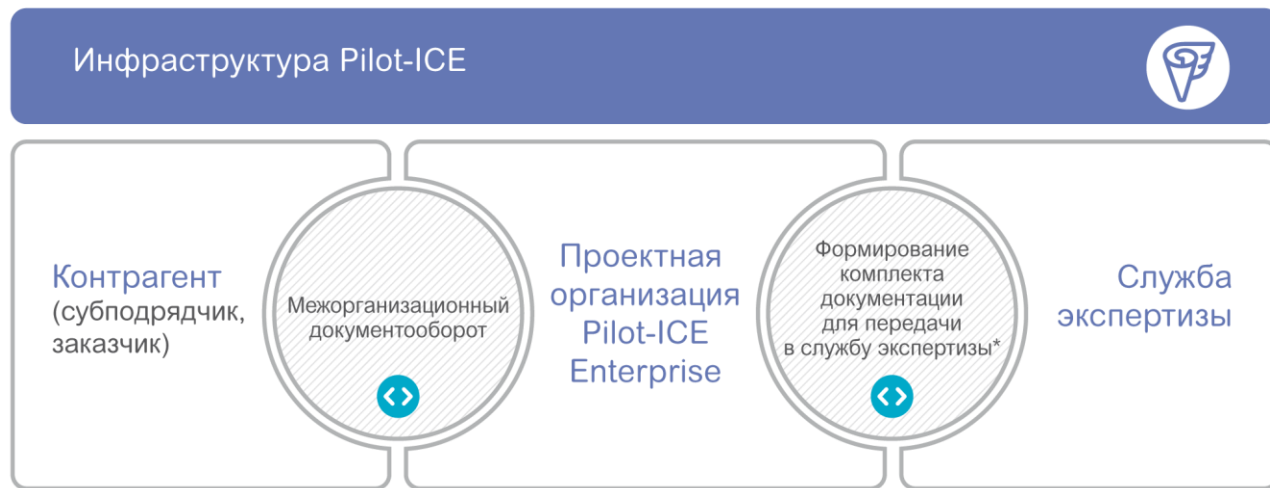 Инфраструктура Pilot-ICE
Контрагент
(субподрядчик,
заказчик)
Межорганизационный
документооборот
Проектная
организация
Pilot-ICE
Enterprise
Формирование
комплекта
документации
для передачи
в службу экспертизы*
Служба
экспертизы